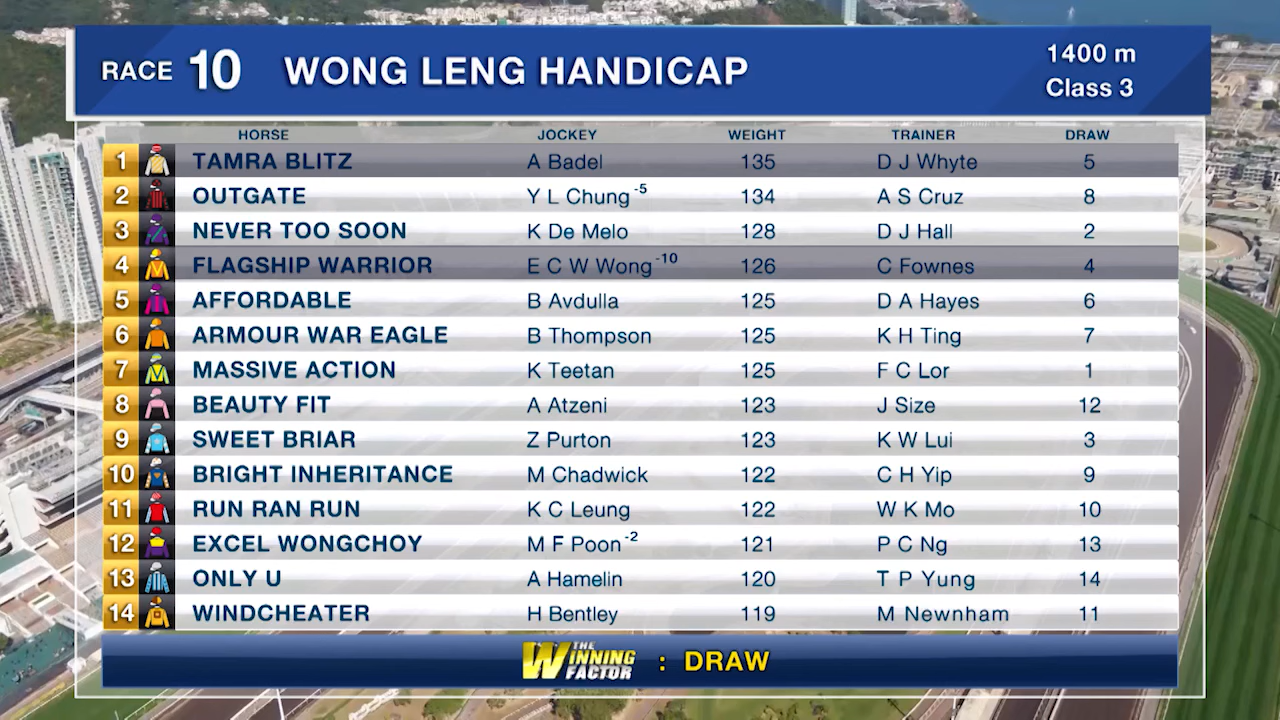 RACE 10 WONG LENG HANDICAP 1400 m
Class 3
HORSE JOCKEY WEIGHT TRAINER DRAW
1 TAMRA BLITZ A Badel 135 D J Whyte 5
2 OUTGATE Y L Chung -5 134 A S Cruz 8
3 NEVER TOO SOON K De Melo 128 D J Hall 2
4 FLAGSHIP WARRIOR E C W Wong -10 126 C Fownes 4
5 AFFORDABLE B Avdulla 125 D A Hayes 6
6 ARMOUR WAR EAGLE B Thompson 125 K H Ting 7
7 MASSIVE ACTION K Teetan 125 F C Lor 1
8 BEAUTY FIT A Atzeni 123 J Size 12
9 SWEET BRIAR Z Purton 123 K W Lui 3
10 BRIGHT INHERITANCE M Chadwick 122 C H Yip 9
11 RUN RAN RUN K C Leung 122 W K Mo 10
12 EXCEL WONGCHOY M F Poon -2 121 P C Ng 13
13 ONLY U A Hamelin 120 T P Yung 14
14 WINDCHEATER H Bentley 119 M Newnham 11
THE WINNING FACTOR : DRAW